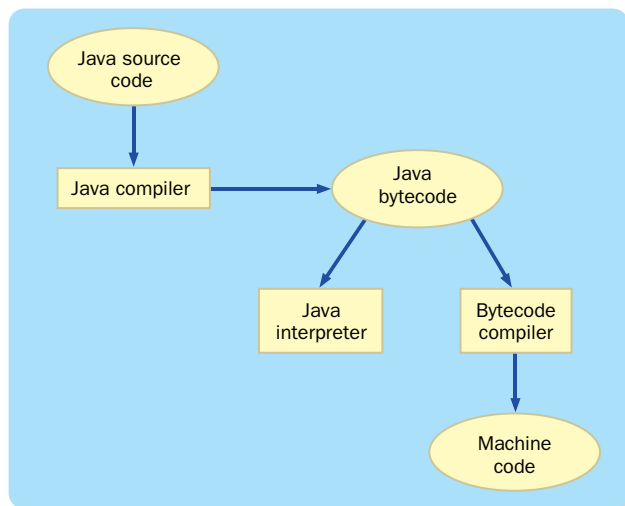 Java source
code
Java compiler
Java
bytecode
Java
interpreter
Bytecode
compiler
Machine
code